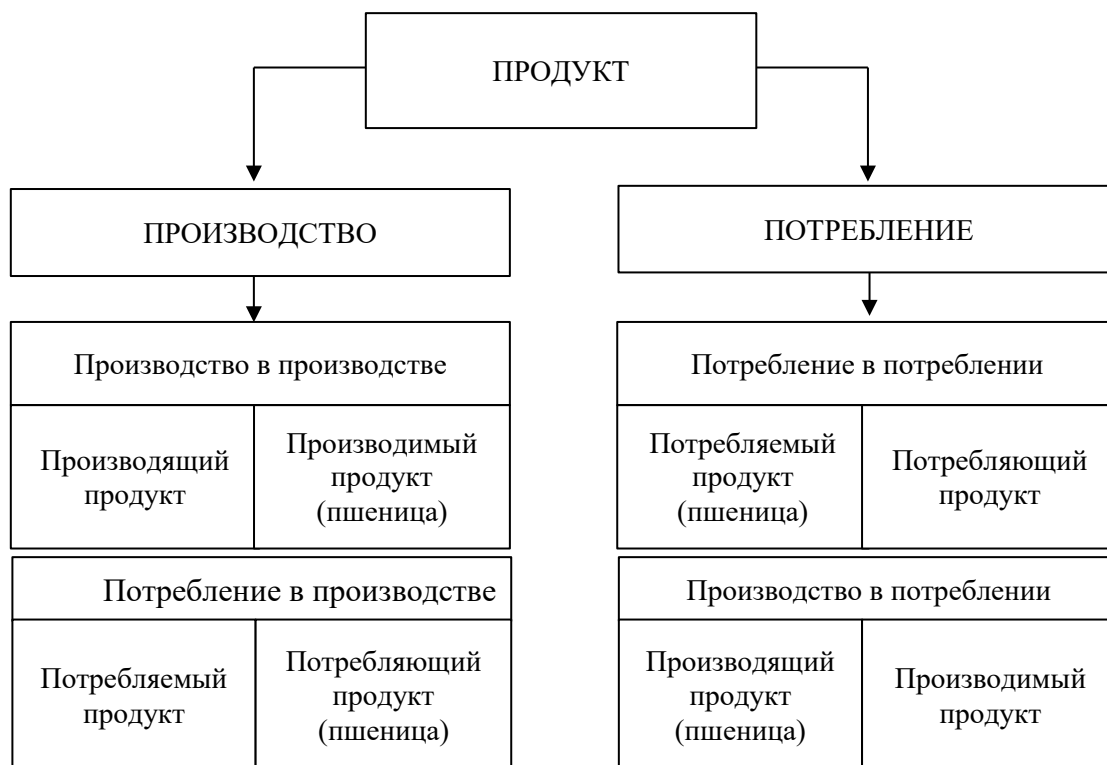 ПРОДУКТ
ПРОИЗВОДСТВО
ПОТРЕБЛЕНИЕ
Производство в производстве
Потребление в потреблении
Производящий
продукт
Производимый
продукт
(пшеница)
Потребляемый
продукт
(пшеница)
Потребляющий
продукт
Потребление в производстве
Производство в потреблении
Потребляемый
продукт
Потребляющий
продукт
(пшеница)
Производящий
продукт
(пшеница)
Производимый
продукт